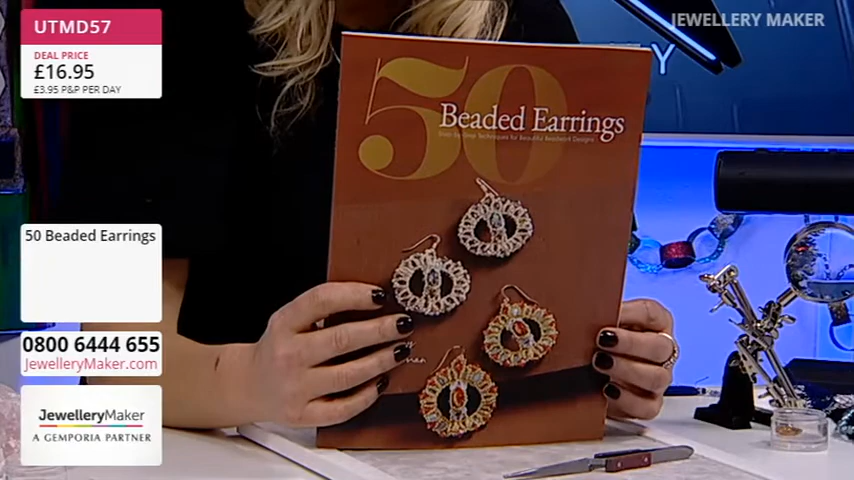 UTMD57
DEAL PRICE
£16.95
£3.95 P&P PER DAY
JEWELLERY MAKER
Y
50
Beaded Earrings
Step-by-Step Techniques for Beautiful Beadwork Designs
50 Beaded Earrings
0800 6444 655
JewelleryMaker.com
JewelleryMaker
A GEMPORIA PARTNER